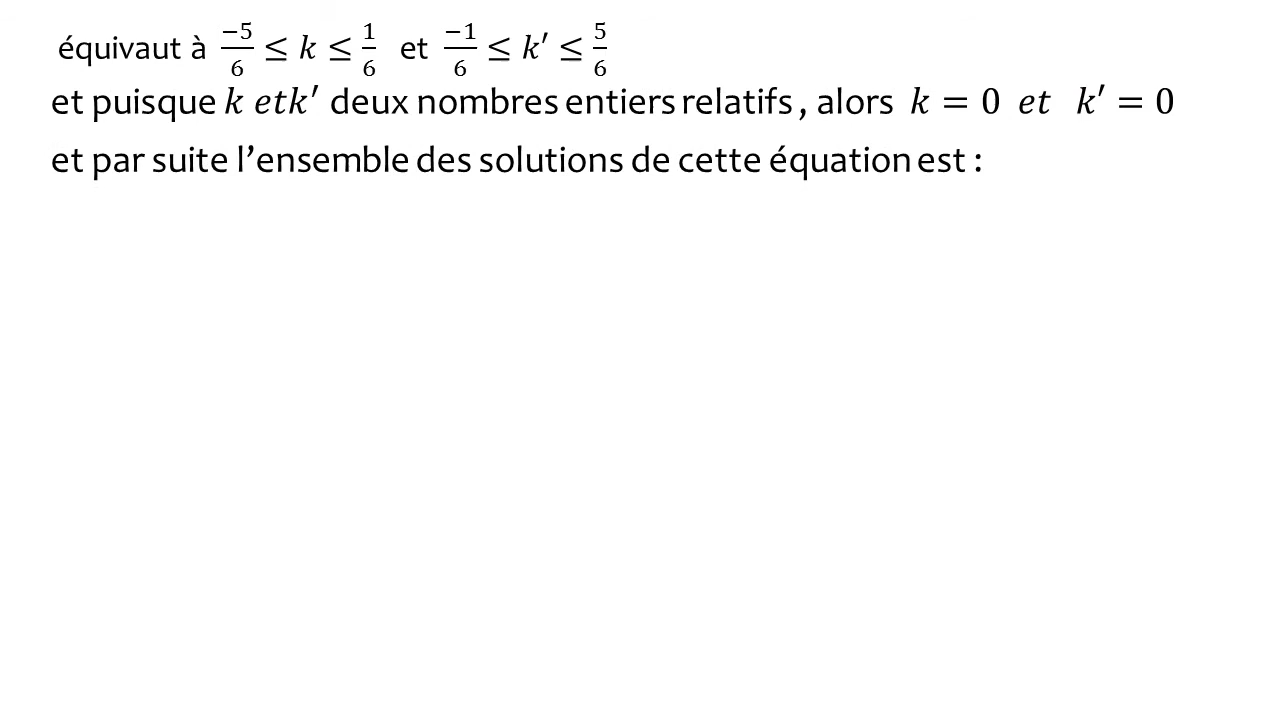 équivaut à −5/6 ≤ k ≤ 1/6 et −1/6 ≤ k′ ≤ 5/6
et puisque k etk′ deux nombres entiers relatifs , alors k = 0 et k′ = 0
et par suite l’ensemble des solutions de cette équation est :